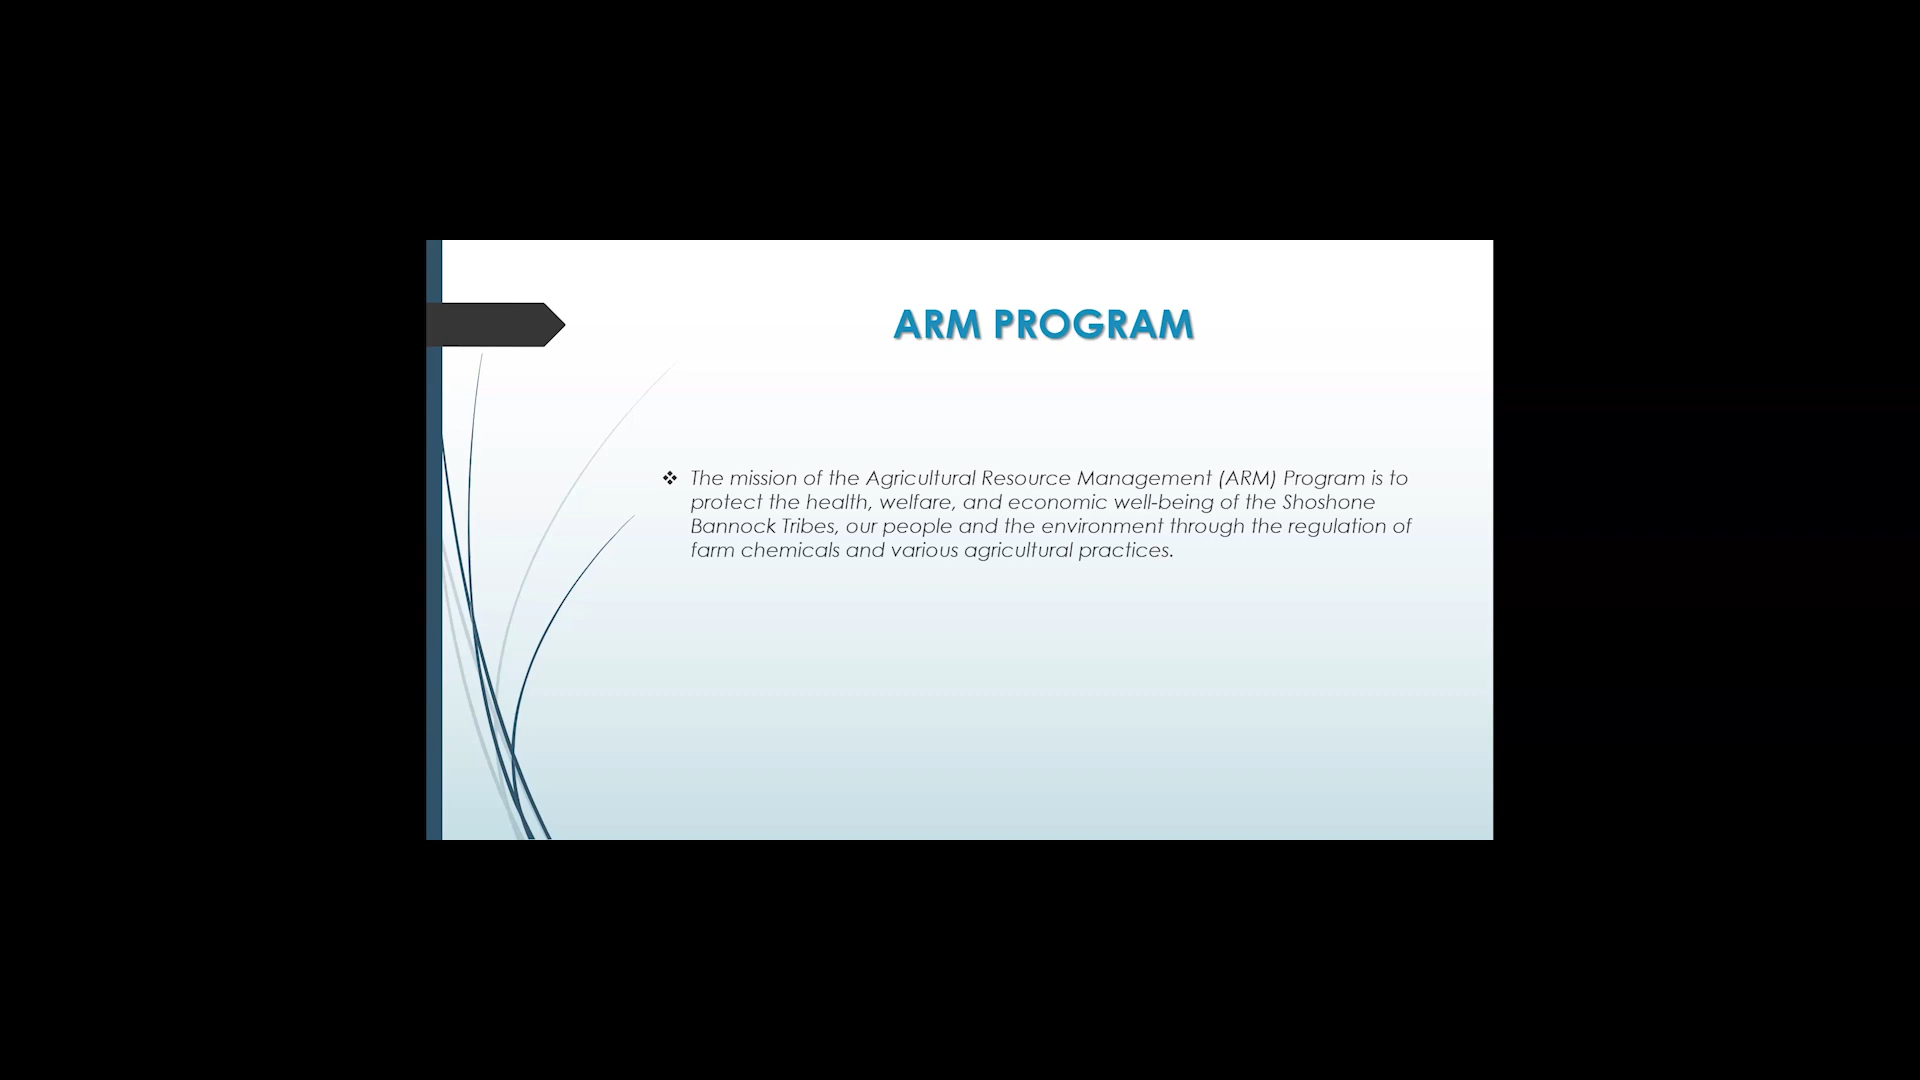 ARM PROGRAM
❖ The mission of the Agricultural Resource Management (ARM) Program is to
protect the health, welfare, and economic well-being of the Shoshone
Bannock Tribes, our people and the environment through the regulation of
farm chemicals and various agricultural practices.